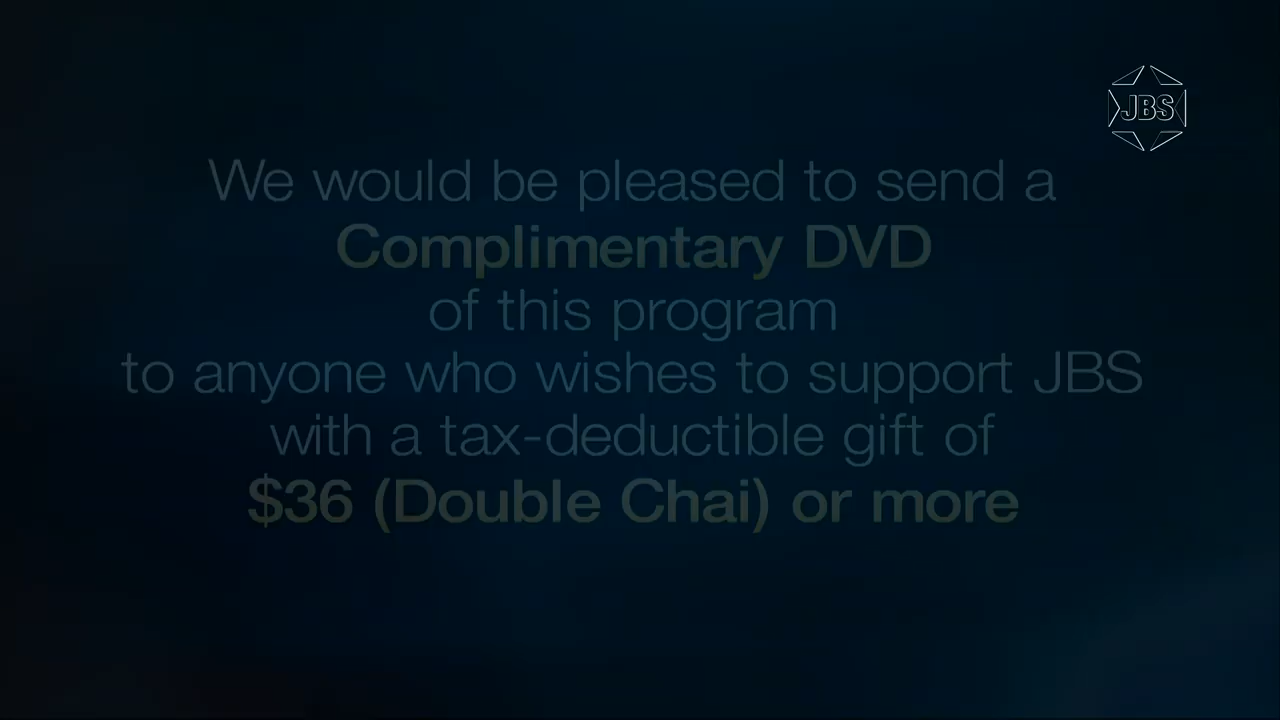 JBS
We would be pleased to send a
Complimentary DVD
of this program
to anyone who wishes to support JBS
with a tax-deductible gift of
$36 (Double Chai) or more